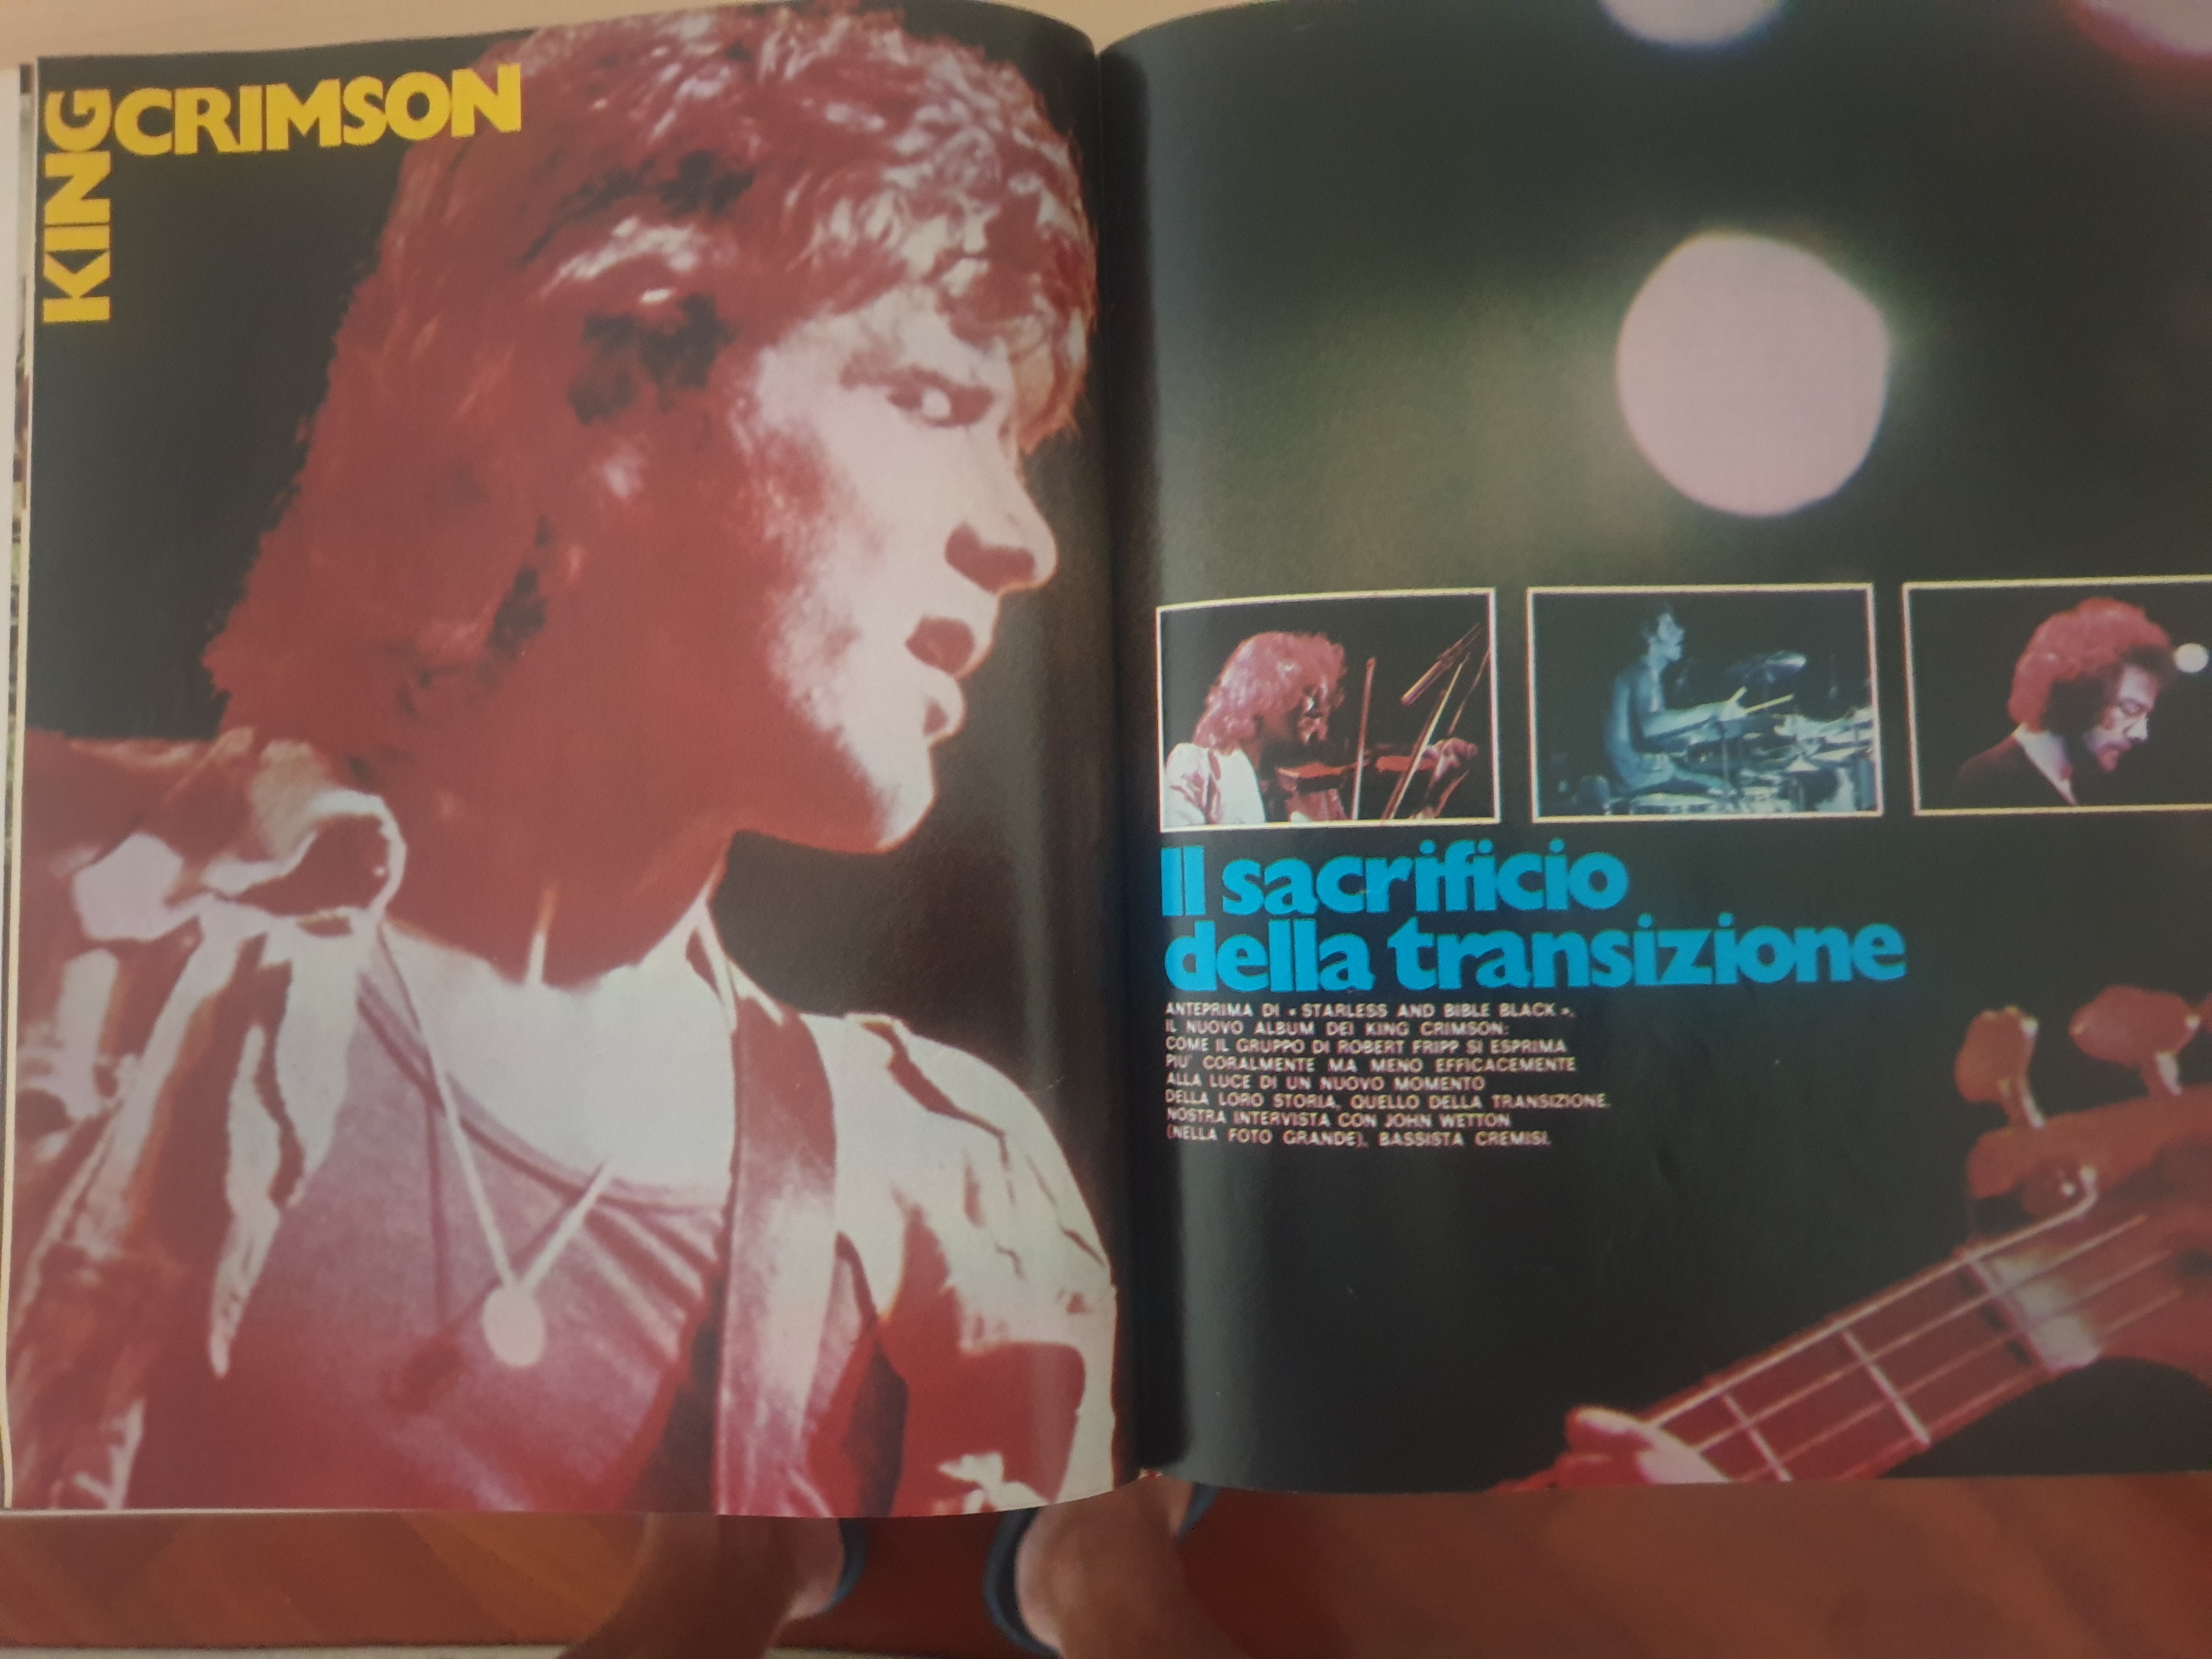 KING CRIMSON
Il sacrificio
della transizione
ANTEPRIMA DI « STARLESS AND BIBLE BLACK »,
IL NUOVO ALBUM DEI KING CRIMSON:
COME IL GRUPPO DI ROBERT FRIPP SI ESPRIMA
PIU' CORALMENTE MA MENO EFFICACEMENTE
ALLA LUCE DI UN NUOVO MOMENTO
DELLA LORO STORIA, QUELLO DELLA TRANSIZIONE.
NOSTRA INTERVISTA CON JOHN WETTON
(NELLA FOTO GRANDE), BASSISTA CREMISI.